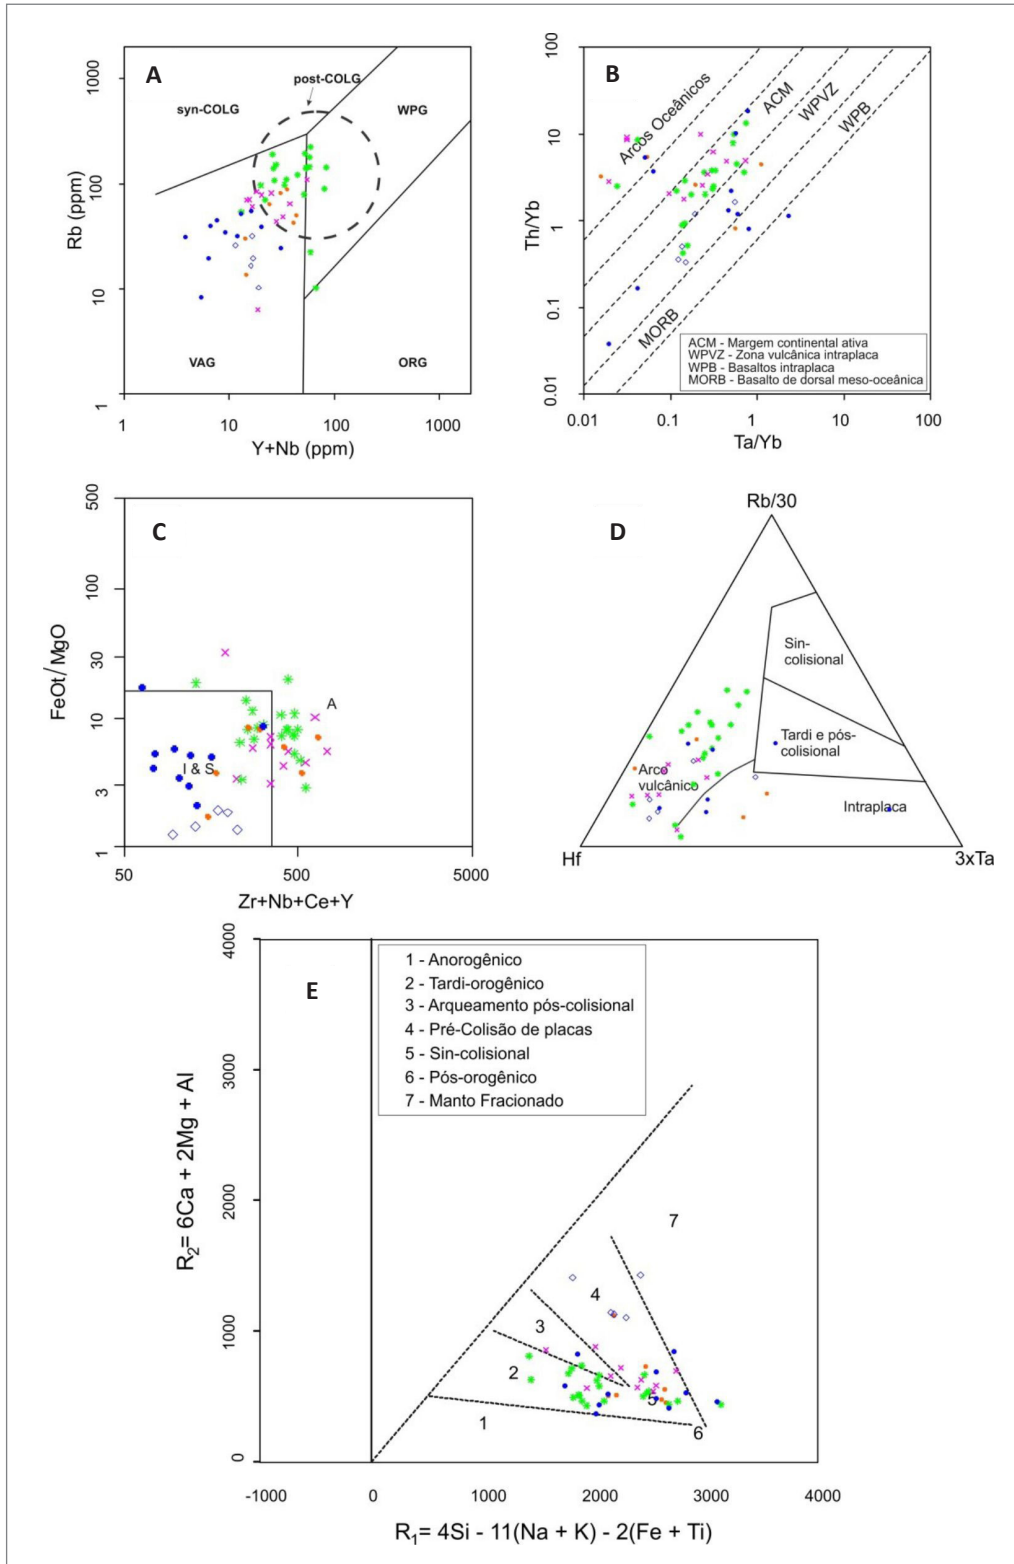 A
post-COLG
syn-COLG
WPG
VAG
ORG
Rb (ppm)
1000
100
10
1
1
10
100
1000
Y+Nb (ppm)
B
Arcos Oceânicos
ACM
WPVZ
WPB
MORB
ACM - Margem continental ativa
WPVZ - Zona vulcânica intraplaca
WPB - Basaltos intraplaca
MORB - Basalto de dorsal meso-oceânica
Th/Yb
100
10
1
0.1
0.01
0.01
0.1
1
10
100
Ta/Yb
C
A
I & S
FeOt/MgO
500
100
30
10
3
1
50
500
5000
Zr+Nb+Ce+Y
D
Rb/30
Sin-
colisional
Tardi e pós-
colisional
Arco
vulcânico
Intraplaca
Hf
3xTa
E
1 - Anorogênico
2 - Tardi-orogênico
3 - Arqueamento pós-colisional
4 - Pré-Colisão de placas
5 - Sin-colisional
6 - Pós-orogênico
7 - Manto Fracionado
7
4
3
2
5
1
6
R2= 6Ca + 2Mg + Al
4000
3000
2000
1000
0
-1000
0
1000
2000
3000
4000
R1= 4Si - 11(Na + K) - 2(Fe + Ti)